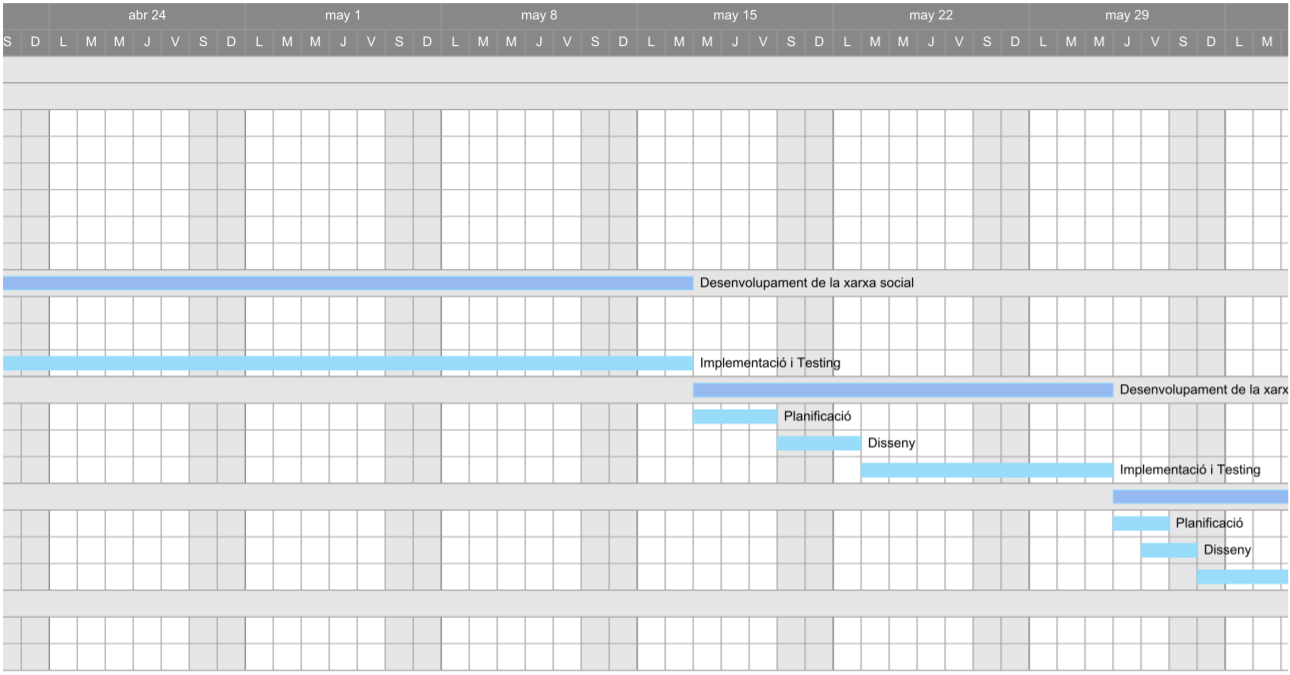 abr 24 may 1 may 8 may 15 may 22 may 29
S D L M M J V S D L M M J V S D L M M J V S D L M M J V S D L M M J V S D L M M J V S D L M
Desenvolupament de la xarxa social
Implementació i Testing
Desenvolupament de la xarx
Planificació
Disseny
Implementació i Testing
Planificació
Disseny